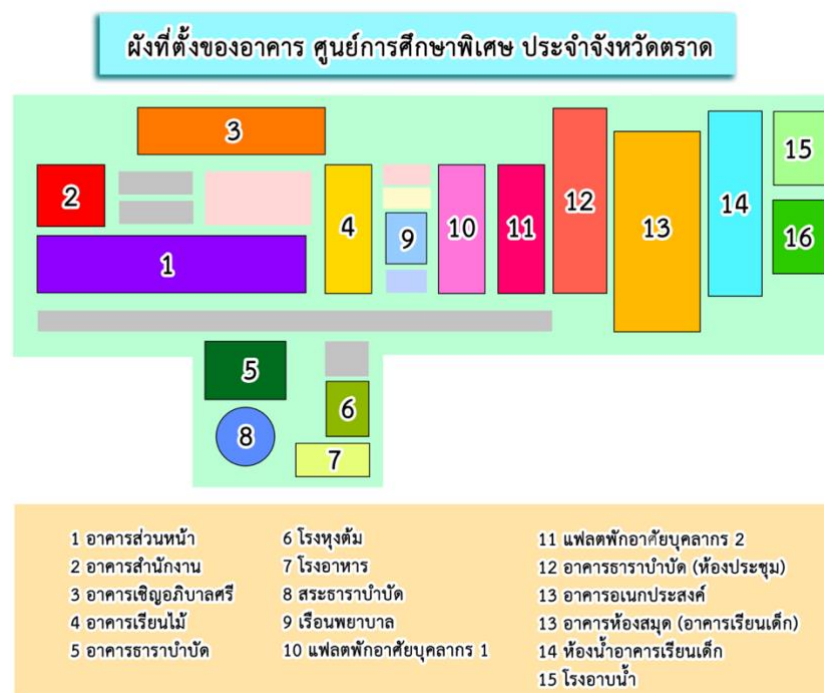 ผังที่ตั้งของอาคาร ศูนย์การศึกษาพิเศษ ประจำจังหวัดตราด
3
2
1
4
9
10
11
12
13
14
15
16
5
6
8
7
1 อาคารส่วนหน้า
2 อาคารสำนักงาน
3 อาคารเชิญอภิบาลศรี
4 อาคารเรียนไม้
5 อาคารธาราบำบัด
6 โรงหุงต้ม
7 โรงอาหาร
8 สระธาราบำบัด
9 เรือนพยาบาล
10 แฟลตพักอาศัยบุคลากร 1
11 แฟลตพักอาศัยบุคลากร 2
12 อาคารธาราบำบัด (ห้องประชุม)
13 อาคารอเนกประสงค์
13 อาคารห้องสมุด (อาคารเรียนเด็ก)
14 ห้องน้ำอาคารเรียนเด็ก
15 โรงอาบน้ำ